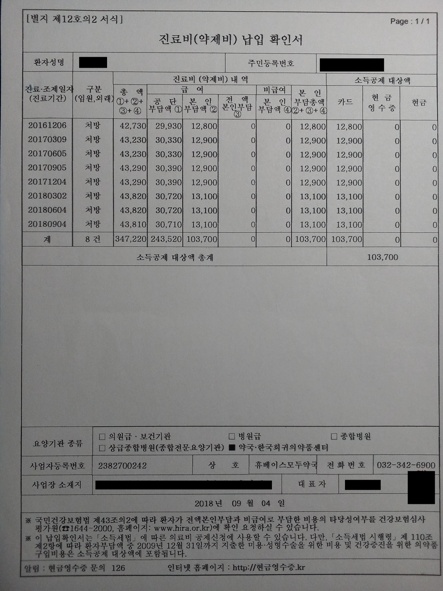 [별지 제12호의2 서식]
Page : 1 / 1
진료비(약제비) 납입 확인서
환자성명 주민등록번호
진료·조제일자 (진료기간) 구분 (입원,외래) 진료비 (약제비) 내 역 소득공제 대상액
총 액 ①+②+③+④ 급 여 비급여 본 인 부담총액 ②+③+④ 카드 현 금 영수증 현금
공 단 부담액 ① 본 인 부담액 ② 전 액 본인부담 ③ 본 인 부담액 ④
20161206 처방 42,730 29,930 12,800 0 0 12,800 12,800 0 0
20170309 처방 43,230 30,330 12,900 0 0 12,900 12,900 0 0
20170605 처방 43,230 30,330 12,900 0 0 12,900 12,900 0 0
20170905 처방 43,290 30,390 12,900 0 0 12,900 12,900 0 0
20171204 처방 43,290 30,390 12,900 0 0 12,900 12,900 0 0
20180302 처방 43,820 30,720 13,100 0 0 13,100 13,100 0 0
20180604 처방 43,820 30,720 13,100 0 0 13,100 13,100 0 0
20180904 처방 43,810 30,710 13,100 0 0 13,100 13,100 0 0
계 8 건 347,220 243,520 103,700 0 0 103,700 103,700 0 0
소득공제 대상액 총계 103,700
요양기관 종류 □ 의원급·보건기관 □ 병원급 □ 종합병원
□ 상급종합병원(종합전문요양기관) ■ 약국·한국희귀의약품센터
사업자등록번호 2382700242 상 호 휴베이스모두약국 전 화 번 호 032-342-6900
사업장 소재지 대 표 자
2018 년 09 월 04 일
※ 국민건강보험법 제43조의2에 따라 환자가 전액본인부담과 비급여로 부담한 비용의 타당성여부를 건강보험심사
평가원(☎1644-2000, 홈페이지: www.hira.or.kr)에 확인 요청하실 수 있습니다.
※ 이 납입확인서는「소득세법」에 따른 의료비 공제신청에 사용할 수 있습니다. 다만,「소득세법 시행령」제 110조
제2항에 따라 환자부담액 중 2009년 12월 31일까지 지출한 미용·성형수술을 위한 비용 및 건강증진을 위한 의약품
구입비용은 소득공제 대상액에 포함됩니다.
알림 : 현금영수증 문의 126 인터넷 홈페이지 : http://현금영수증.kr